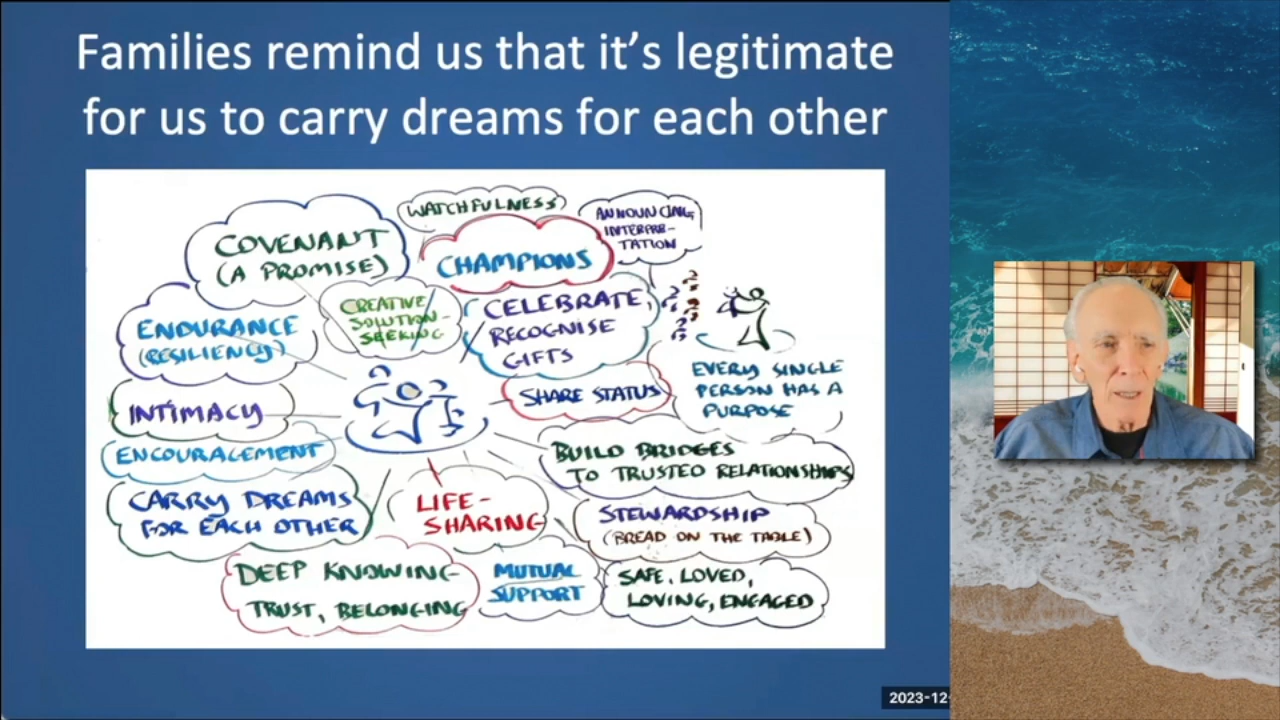 Families remind us that it's legitimate
for us to carry dreams for each other
WATCHFULNESS
ANNOUNCING,
INTERPRE-
TATION
COVENANT
(A PROMISE)
CHAMPIONS
CREATIVE/
SOLUTION-
SEEKING
CELEBRATE,
RECOGNISE
GIFTS
ENDURANCE
(RESILIENCY)
EVERY SINGLE
PERSON HAS A
PURPOSE
SHARE STATUS
INTIMACY
ENCOURAGEMENT
BUILD BRIDGES
TO TRUSTED RELATIONSHIPS
CARRY DREAMS
FOR EACH OTHER
LIFE-
SHARING
STEWARDSHIP
(BREAD ON THE TABLE)
DEEP KNOWING-
TRUST, BELONGING
MUTUAL
SUPPORT
SAFE, LOVED,
LOVING, ENGAGED
2023-12-